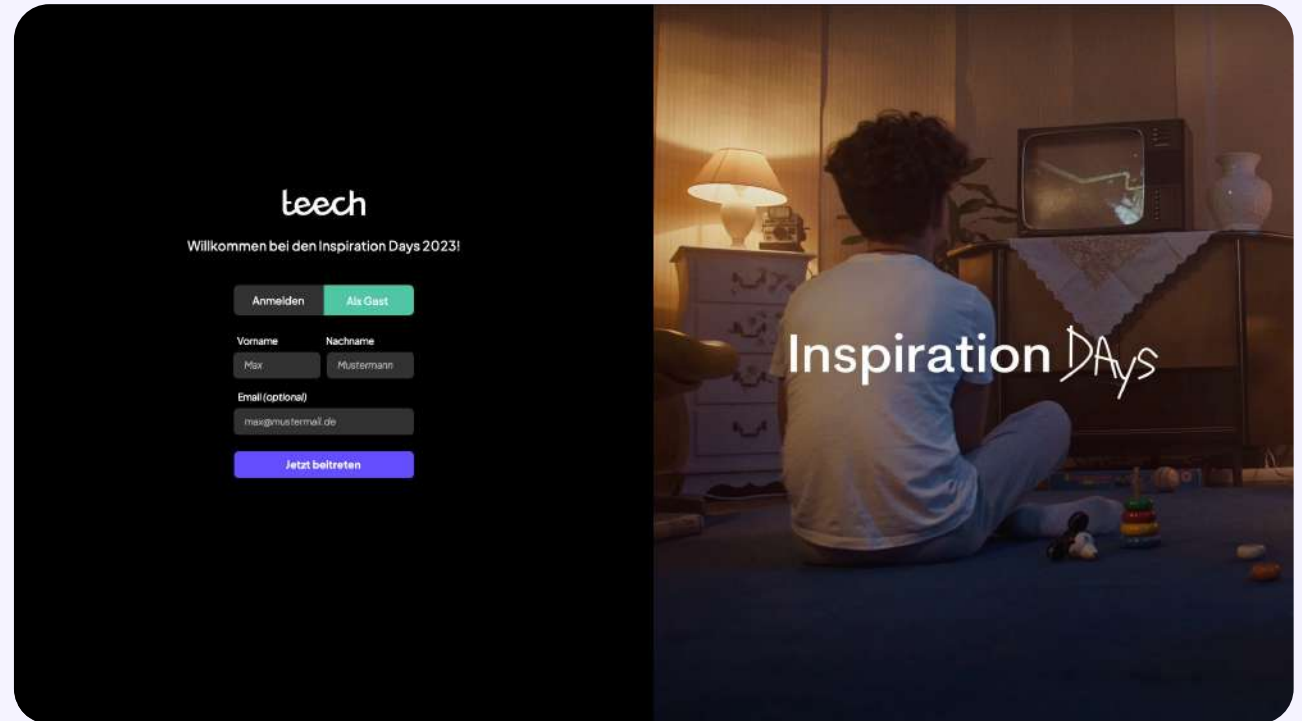 teech
Willkommen bei den Inspiration Days 2023!
Anmelden Als Gast
Vorname Nachname
Max Mustermann
Email (optional)
max@mustermail.de
Jetzt beitreten
Inspiration DAys